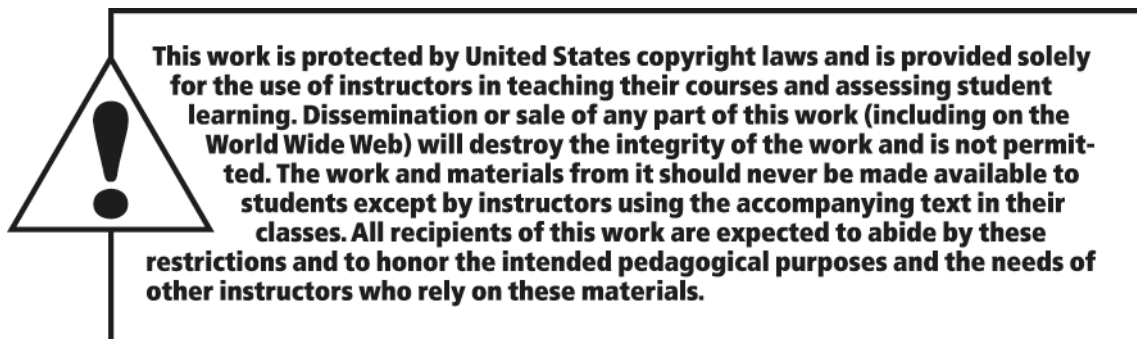 This work is protected by United States copyright laws and is provided solely
for the use of instructors in teaching their courses and assessing student
learning. Dissemination or sale of any part of this work (including on the
World Wide Web) will destroy the integrity of the work and is not permit-
ted. The work and materials from it should never be made available to
students except by instructors using the accompanying text in their
classes. All recipients of this work are expected to abide by these
restrictions and to honor the intended pedagogical purposes and the needs of
other instructors who rely on these materials.